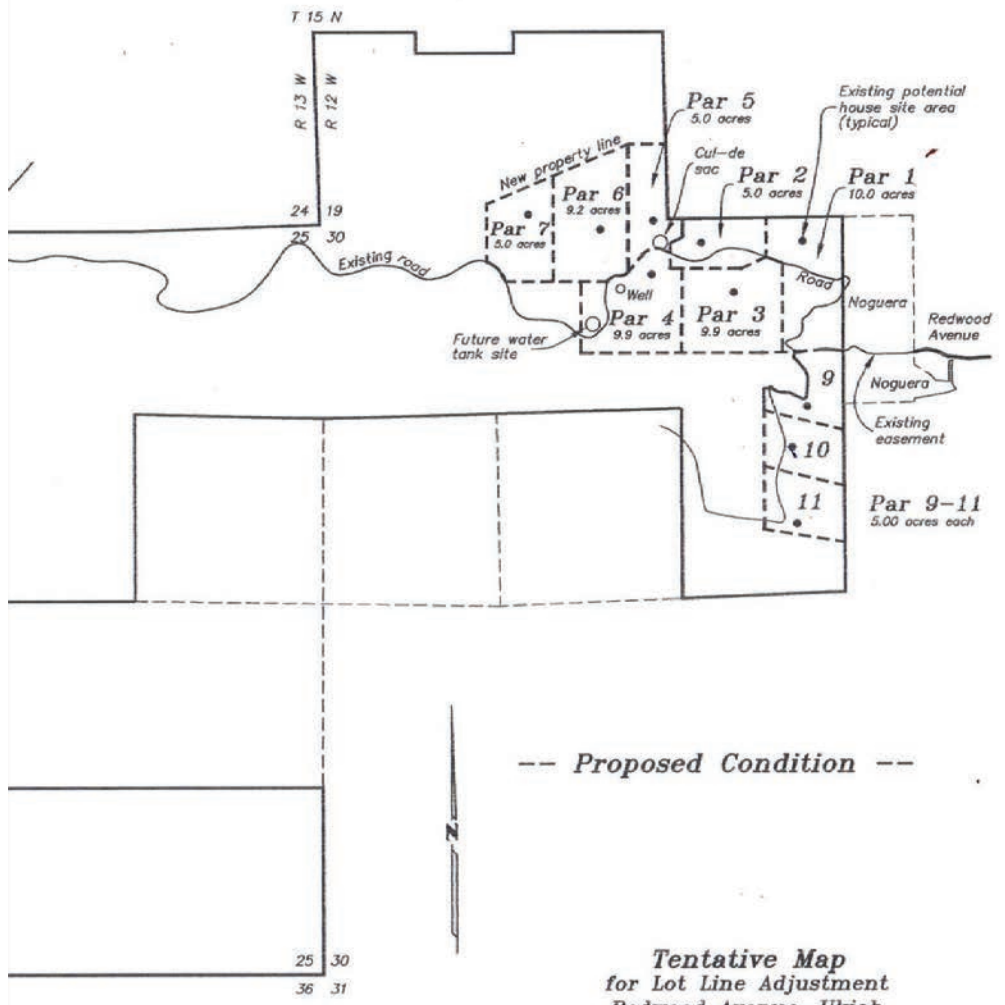 T 15 N
R 13 W
R 12 W
Par 5
5.0 acres
Existing potential
house site area
(typical)
New property line
Cul-de
sac
Par 2
5.0 acres
Par 1
10.0 acres
Par 6
9.2 acres
24 19
25 30
Par 7
5.0 acres
Existing road
Road
Well
Noguera
Par 4
9.9 acres
Par 3
9.9 acres
Redwood
Avenue
Future water
tank site
9
Noguera
Existing
easement
10
11
Par 9-11
5.00 acres each
-- Proposed Condition --
N
25 30
36 31
Tentative Map
for Lot Line Adjustment
Redwood Avenue, Ukiah